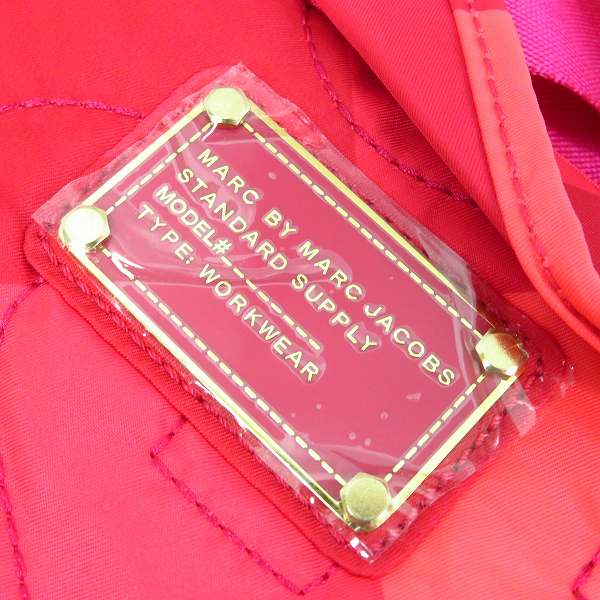 MARC BY MARC JACOBS
STANDARD SUPPLY
MODEL#
TYPE: WORKWEAR